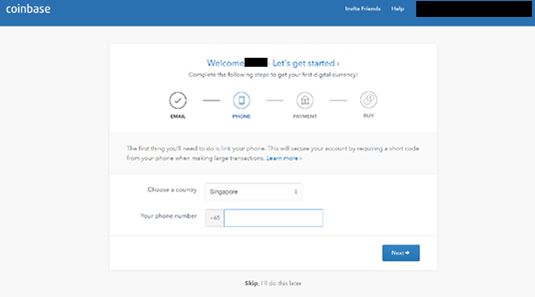 coinbase
Invite Friends Help
Welcome Let's get started ›
Complete the following steps to get your first digital currency!
EMAIL PHONE PAYMENT BUY
The first thing you'll need to do is link your phone. This will secure your account by requiring a short code
from your phone when making large transactions. Learn more ›
Choose a country Singapore
Your phone number +65
Next
Skip, I'll do this later